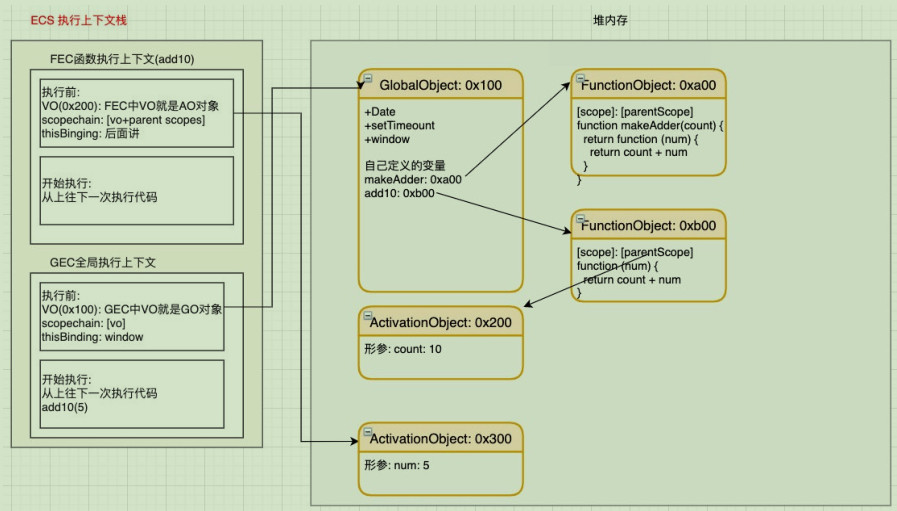 ECS 执行上下文栈
FEC函数执行上下文(add10)
执行前:
VO(0x200): FEC中VO就是AO对象
scopechain: [vo+parent scopes]
thisBinging: 后面讲
开始执行:
从上往下一次执行代码
GEC全局执行上下文
执行前:
VO(0x100): GEC中VO就是GO对象
scopechain: [vo]
thisBinding: window
开始执行:
从上往下一次执行代码
add10(5)
堆内存
GlobalObject: 0x100
+Date
+setTimeount
+window
自己定义的变量
makeAdder: 0xa00
add10: 0xb00
FunctionObject: 0xa00
[scope]: [parentScope]
function makeAdder(count) {
return function (num) {
return count + num
}
}
FunctionObject: 0xb00
[scope]: [parentScope]
function (num) {
return count + num
}
ActivationObject: 0x200
形参: count: 10
ActivationObject: 0x300
形参: num: 5